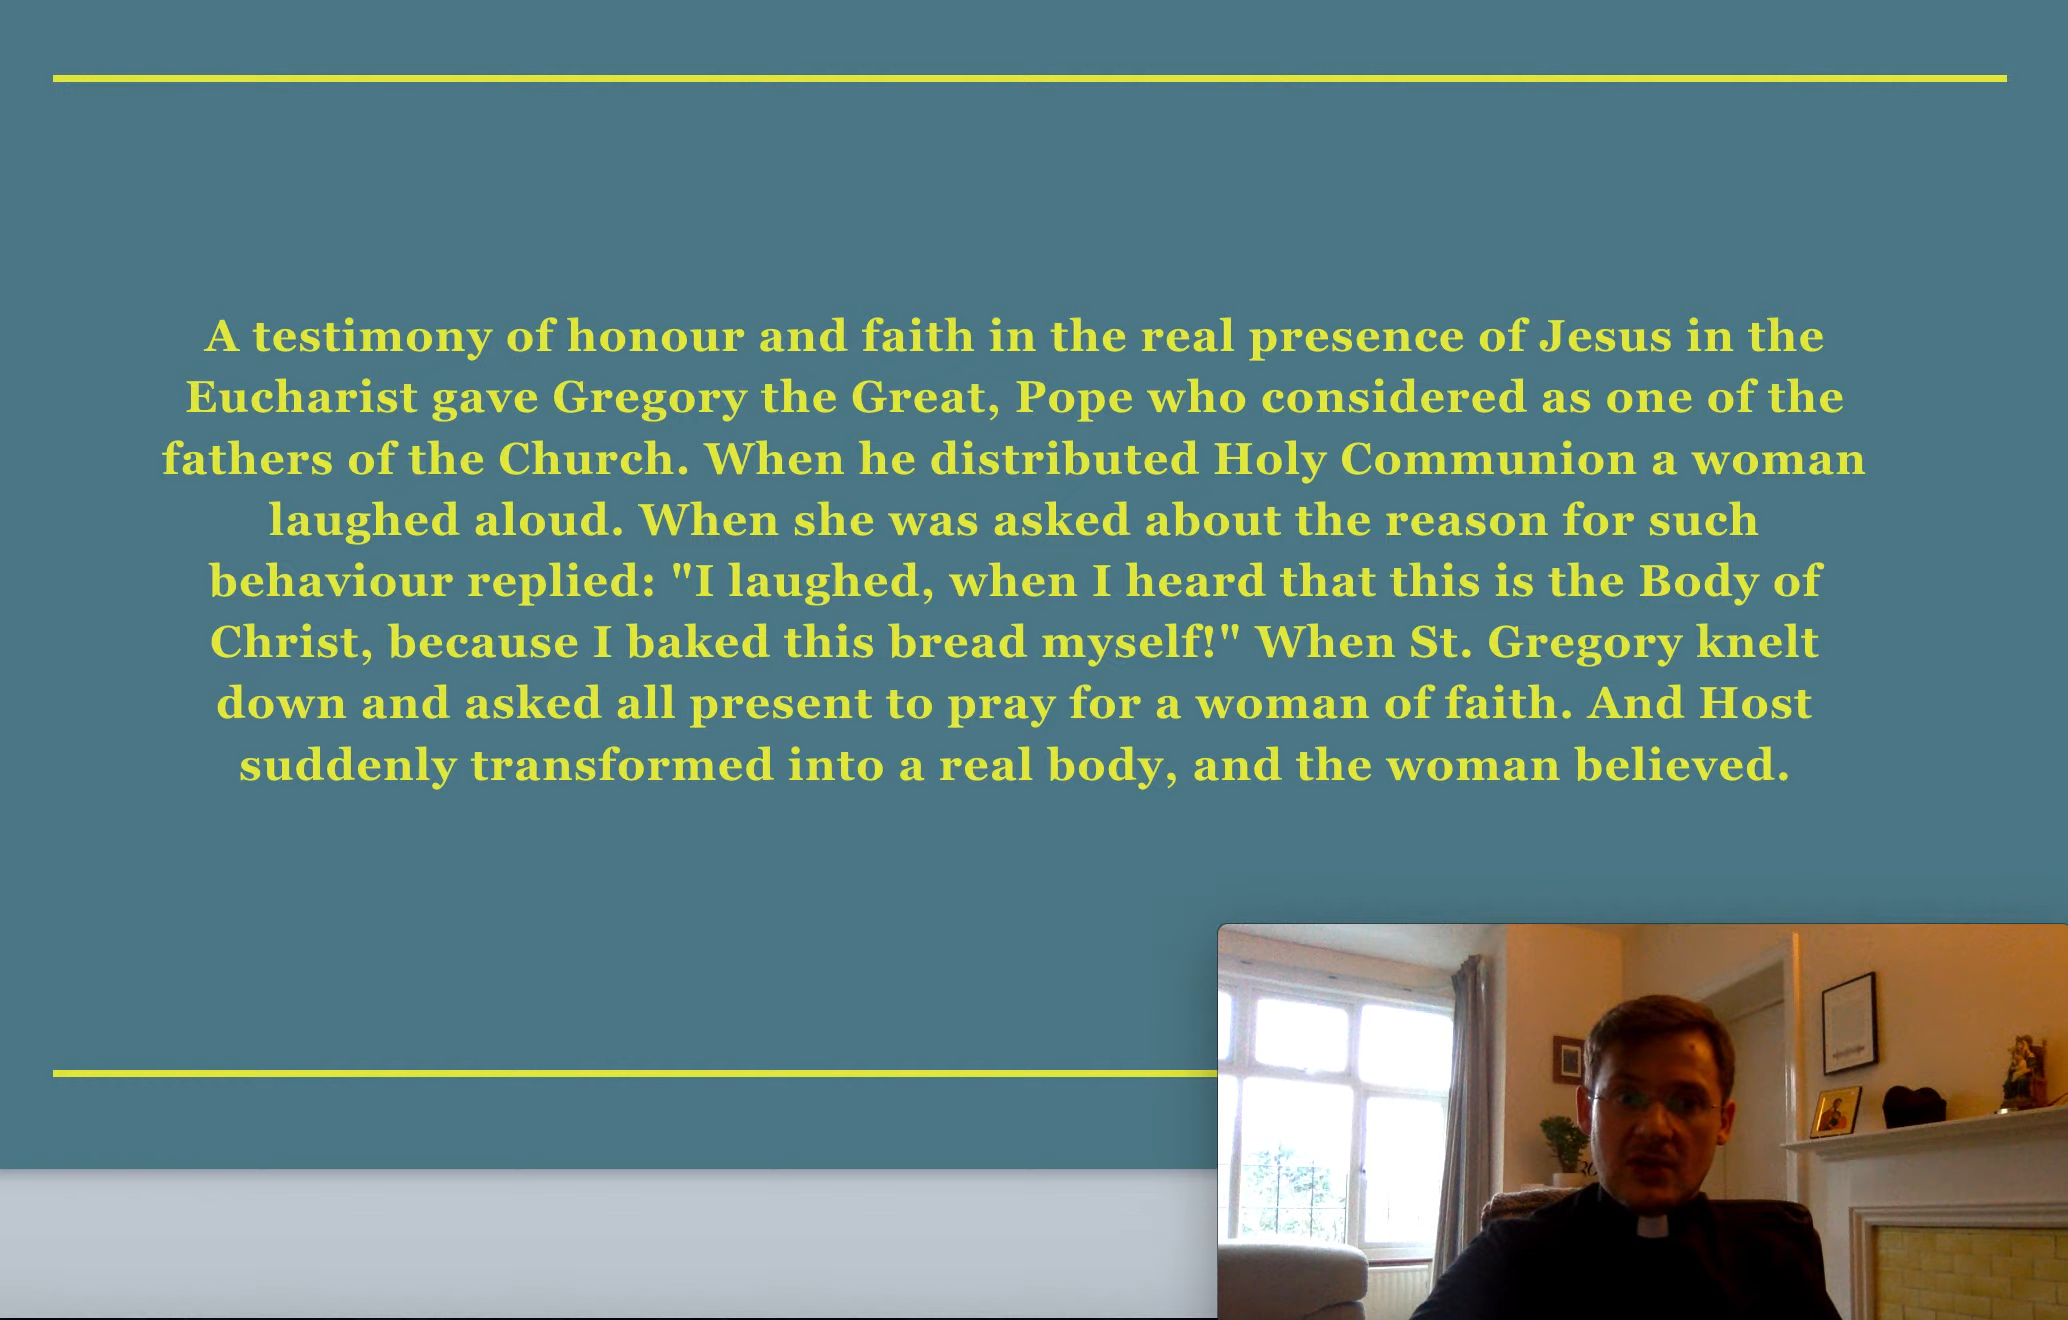 A testimony of honour and faith in the real presence of Jesus in the
Eucharist gave Gregory the Great, Pope who considered as one of the
fathers of the Church. When he distributed Holy Communion a woman
laughed aloud. When she was asked about the reason for such
behaviour replied: "I laughed, when I heard that this is the Body of
Christ, because I baked this bread myself!" When St. Gregory knelt
down and asked all present to pray for a woman of faith. And Host
suddenly transformed into a real body, and the woman believed.